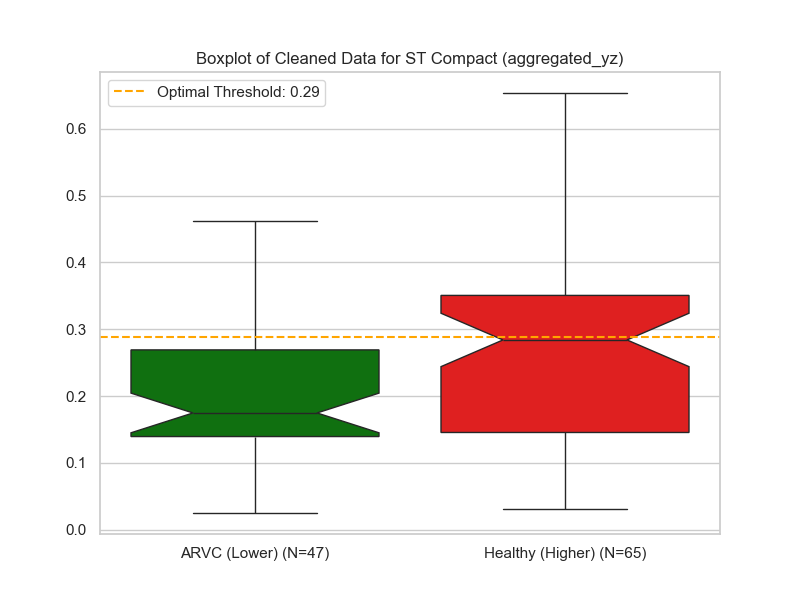 Boxplot of Cleaned Data for ST Compact (aggregated_yz)
Optimal Threshold: 0.29
0.6
0.5
0.4
0.3
0.2
0.1
0.0
ARVC (Lower) (N=47)
Healthy (Higher) (N=65)